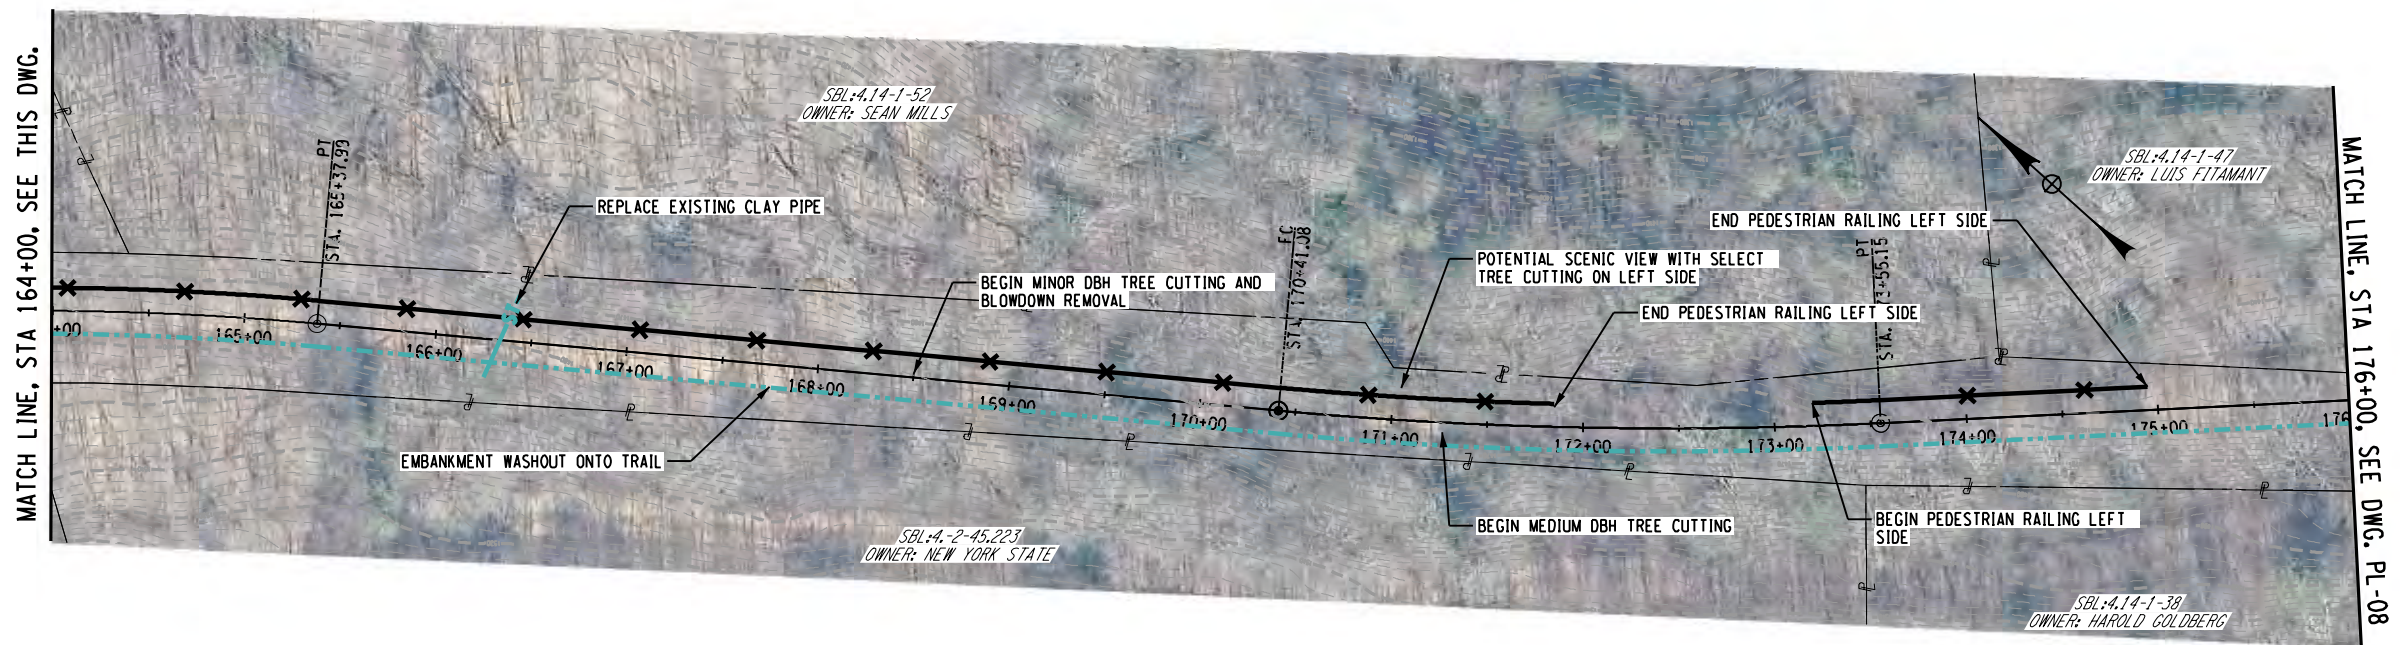 MATCH LINE, STA 164+00, SEE THIS DWG.
SBL:4.14-1-52
OWNER: SEAN MILLS
PT
STA. 165+37.99
REPLACE EXISTING CLAY PIPE
BEGIN MINOR DBH TREE CUTTING AND
BLOWDOWN REMOVAL
STA. 170+41.08
POTENTIAL SCENIC VIEW WITH SELECT
TREE CUTTING ON LEFT SIDE
END PEDESTRIAN RAILING LEFT SIDE
END PEDESTRIAN RAILING LEFT SIDE
PT
SBL:4.14-1-47
OWNER: LUIS FITAMANT
+00
165+00
166+00
167+00
168+00
169+00
170+00
171+00
172+00
173+00
174+00
175+00
176
EMBANKMENT WASHOUT ONTO TRAIL
BEGIN MEDIUM DBH TREE CUTTING
BEGIN PEDESTRIAN RAILING LEFT
SIDE
SBL:4.-2-45.223
OWNER: NEW YORK STATE
SBL:4.14-1-38
OWNER: HAROLD GOLDBERG
MATCH LINE, STA 176+00, SEE DWG. PL-08